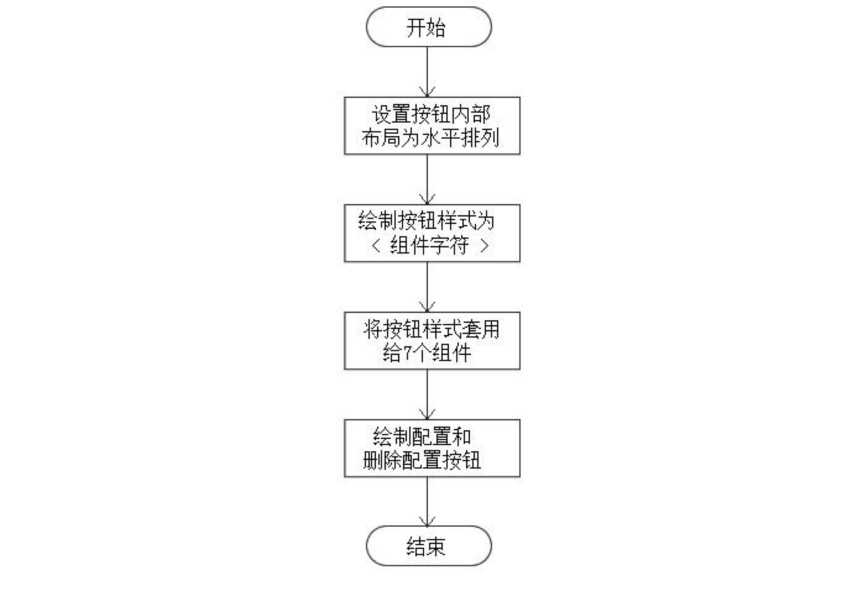 开始
设置按钮内部
布局为水平排列
绘制按钮样式为
< 组件字符 >
将按钮样式套用
给7个组件
绘制配置和
删除配置按钮
结束